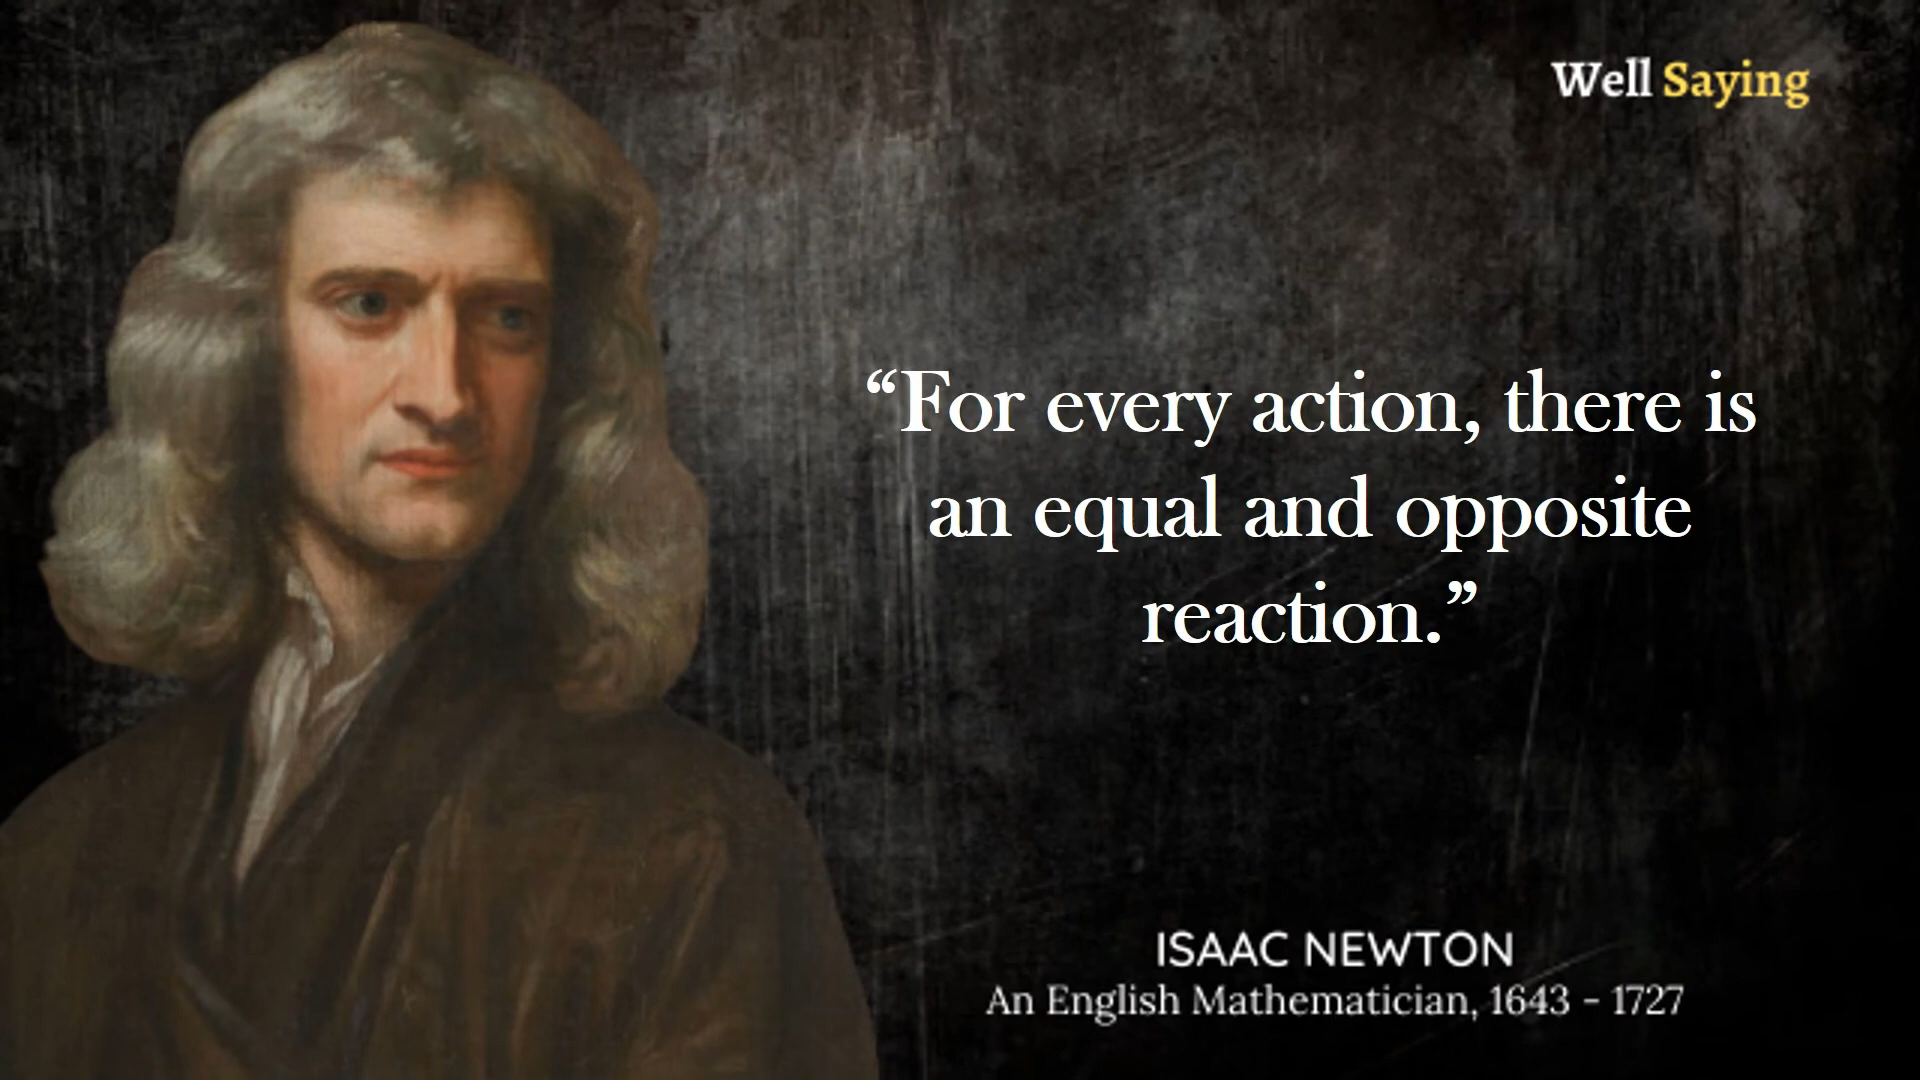 Well Saying
“For every action, there is
an equal and opposite
reaction.”
ISAAC NEWTON
An English Mathematician, 1643 - 1727